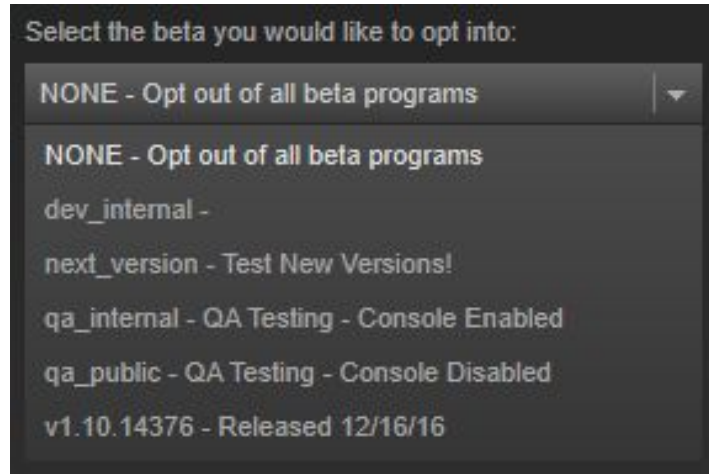 Select the beta you would like to opt into:
NONE - Opt out of all beta programs
NONE - Opt out of all beta programs
dev_internal -
next_version - Test New Versions!
qa_internal - QA Testing - Console Enabled
qa_public - QA Testing - Console Disabled
v1.10.14376 - Released 12/16/16